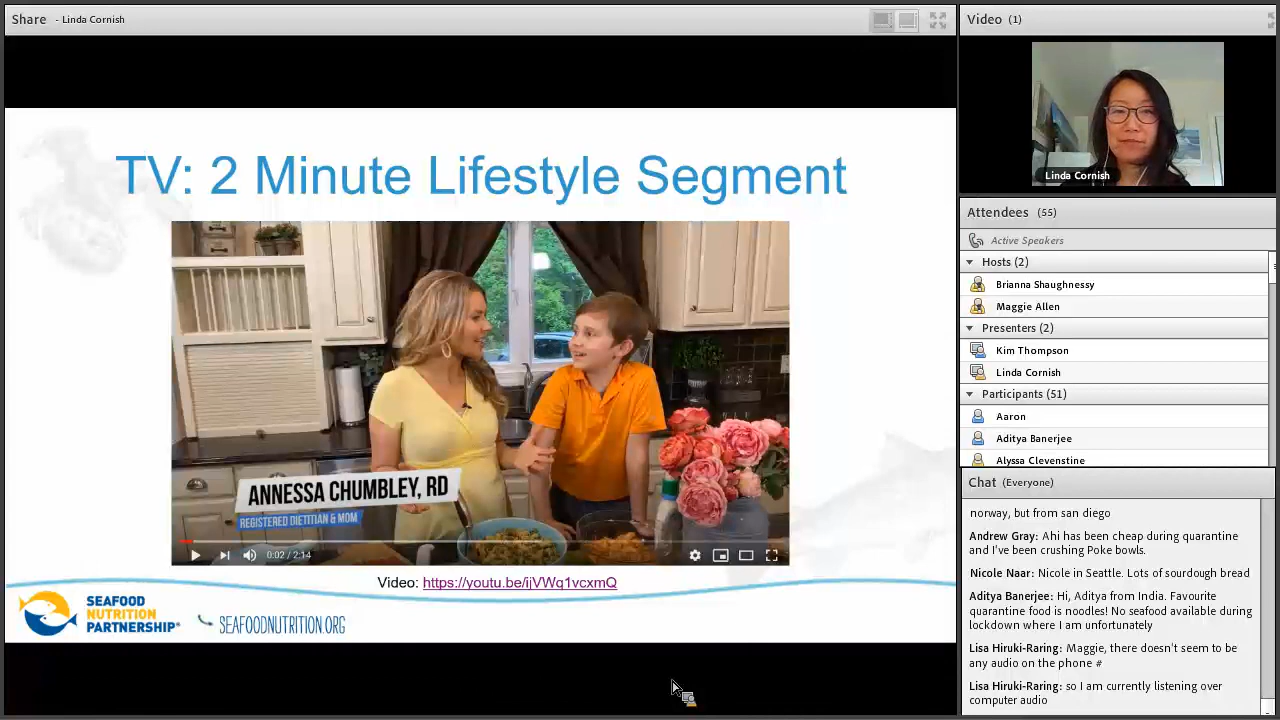 Share - Linda Cornish
TV: 2 Minute Lifestyle Segment
ANNESSA CHUMBLEY, RD
REGISTERED DIETITIAN & MOM
0:02 / 2:14
Video: https://youtu.be/ijVWq1vcxmQ
SEAFOOD
NUTRITION
PARTNERSHIP®
SEAFOODNUTRITION.ORG
Video (1)
Linda Cornish
Attendees (55)
Active Speakers
Hosts (2)
Brianna Shaughnessy
Maggie Allen
Presenters (2)
Kim Thompson
Linda Cornish
Participants (51)
Aaron
Aditya Banerjee
Alyssa Clevenstine
Chat (Everyone)
norway, but from san diego
Andrew Gray: Ahi has been cheap during quarantine
and I've been crushing Poke bowls.
Nicole Naar: Nicole in Seattle. Lots of sourdough bread
Aditya Banerjee: Hi, Aditya from India. Favourite
quarantine food is noodles! No seafood available during
lockdown where I am unfortunately
Lisa Hiruki-Raring: Maggie, there doesn't seem to be
any audio on the phone #
Lisa Hiruki-Raring: so I am currently listening over
computer audio